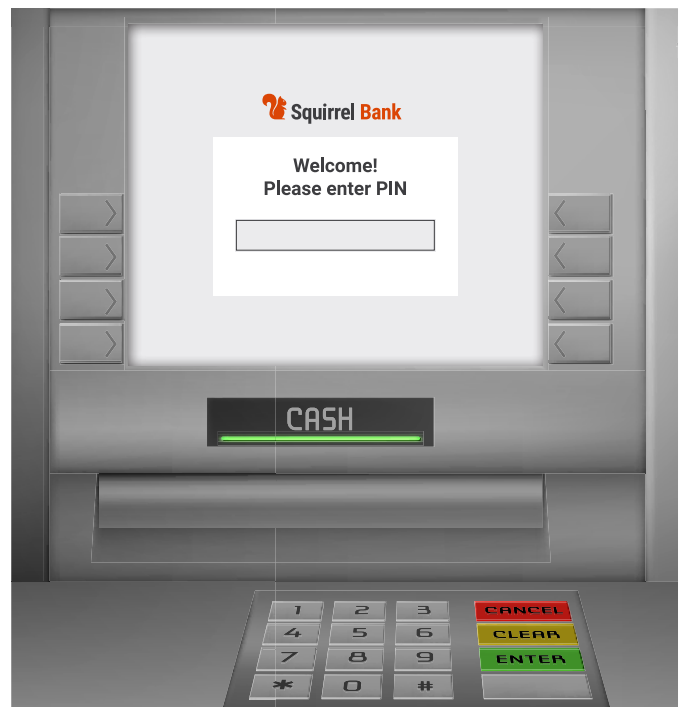 Squirrel Bank
Welcome!
Please enter PIN
CASH
1 2 3 CANCEL
4 5 6 CLEAR
7 8 9 ENTER
* 0 #